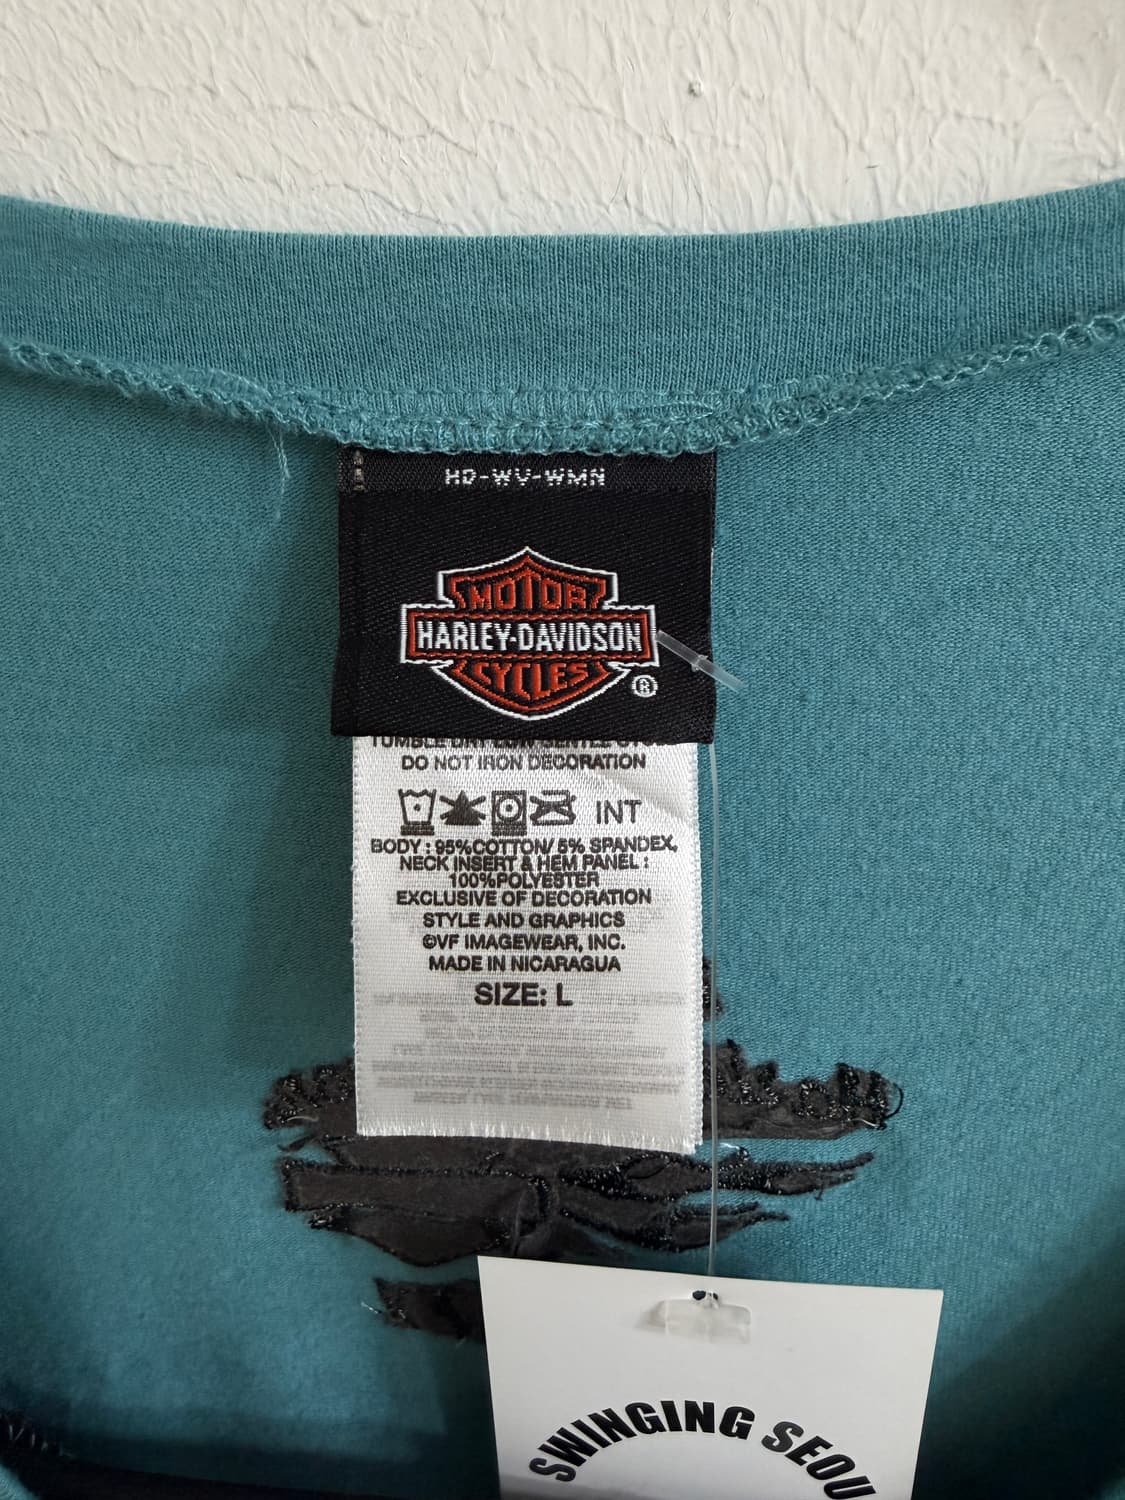 HD-WV-WMN
MOTOR
HARLEY-DAVIDSON
CYCLES
®
DO NOT IRON DECORATION
INT
BODY : 95%COTTON/ 5% SPANDEX,
NECK INSERT & HEM PANEL :
100%POLYESTER
EXCLUSIVE OF DECORATION
STYLE AND GRAPHICS
©VF IMAGEWEAR, INC.
MADE IN NICARAGUA
SIZE: L
SWINGING SEOU